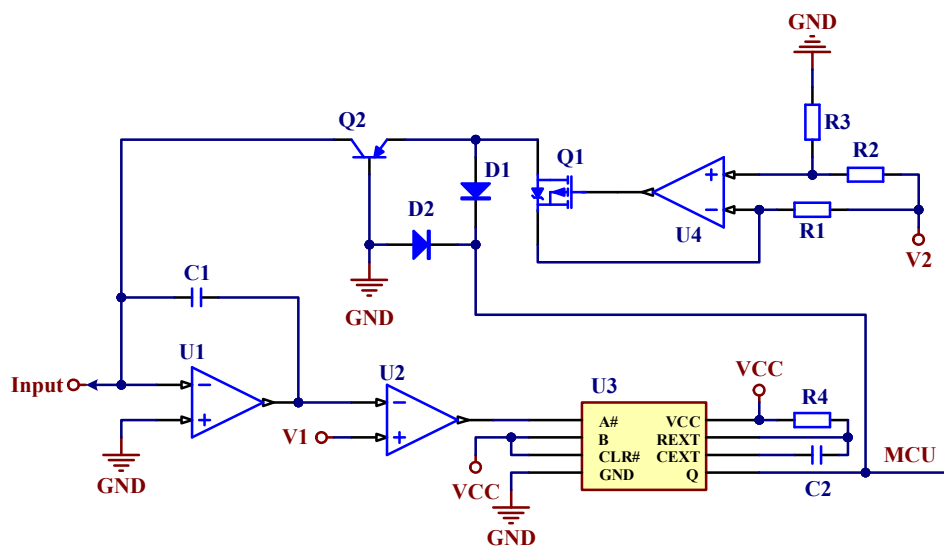 GND
Q2
Q1
R3
R2
D1
D2
U4
R1
V2
C1
GND
U1
U2
U3
VCC
R4
Input
V1
A#
B
CLR#
GND
VCC
REXT
CEXT
Q
MCU
GND
VCC
C2
GND